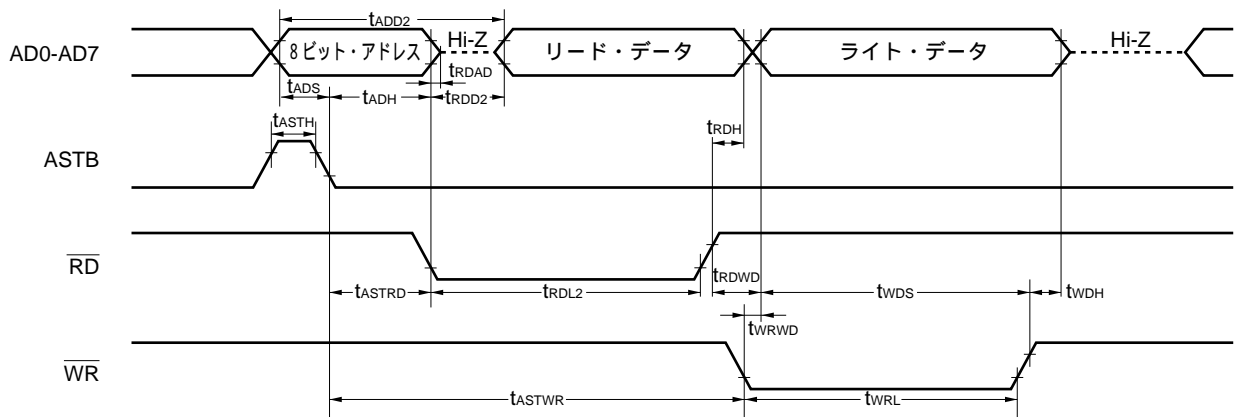 tADD2
AD0-AD7
8ビット・アドレス
Hi-Z
リード・データ
ライト・データ
Hi-Z
tRDAD
tADS
tADH
tRDD2
tASTH
tRDH
ASTB
RD
tASTRD
tRDL2
tRDWD
tWDS
tWDH
tWRWD
WR
tASTWR
tWRL